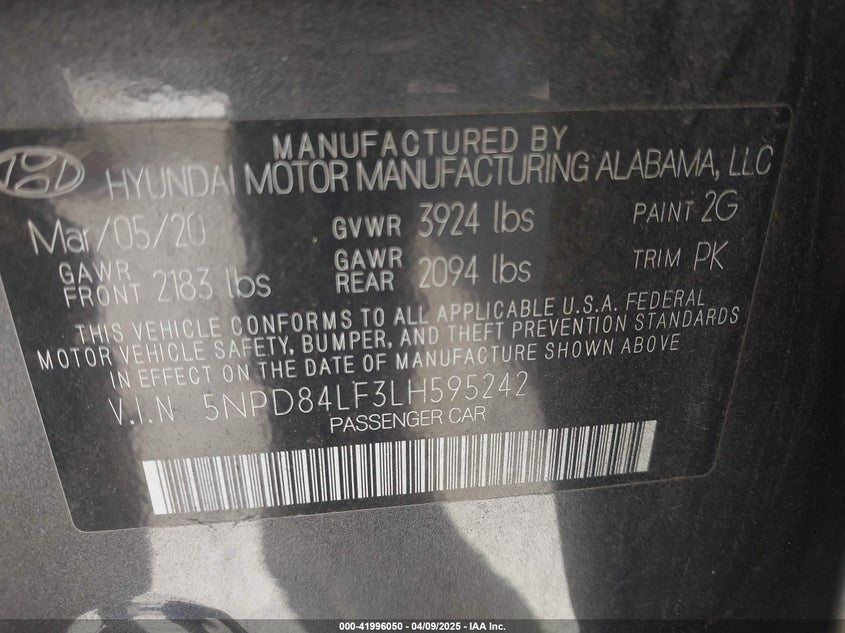 MANUFACTURED BY
HYUNDAI MOTOR MANUFACTURING ALABAMA, LLC
Mar/05/20 GVWR 3924 lbs PAINT 2G
GAWR FRONT 2183 lbs GAWR REAR 2094 lbs TRIM PK
THIS VEHICLE CONFORMS TO ALL APPLICABLE U.S.A. FEDERAL
MOTOR VEHICLE SAFETY, BUMPER, AND THEFT PREVENTION STANDARDS
IN EFFECT ON THE DATE OF MANUFACTURE SHOWN ABOVE
V.I.N 5NPD84LF3LH595242
PASSENGER CAR
000-41996050 - 04/09/2025 - IAA Inc.